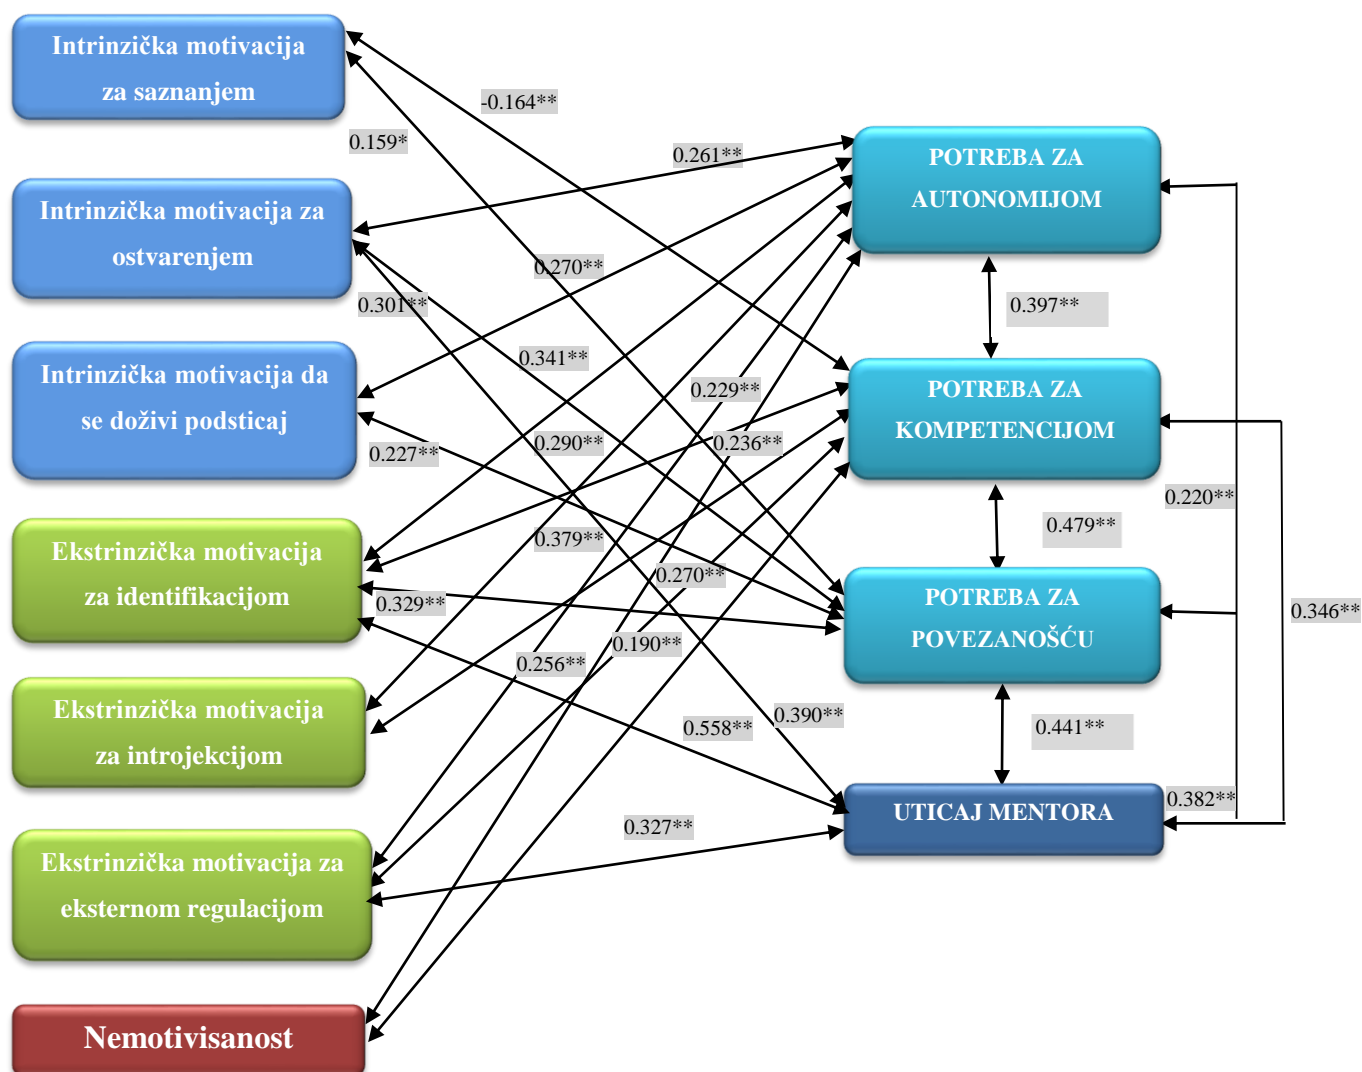 Intrinzička motivacija
za saznanjem
-0.164**
0.159*
0.261**
POTREBA ZA
AUTONOMIJOM
Intrinzička motivacija za
ostvarenjem
0.270**
0.301**
0.397**
Intrinzička motivacija da
se doživi podsticaj
0.341**
0.229**
POTREBA ZA
KOMPETENCIJOM
0.227**
0.290**
0.236**
0.220**
Ekstrinzička motivacija
za identifikacijom
0.379**
0.479**
0.270**
0.329**
POTREBA ZA
POVEZANOŠĆU
0.346**
0.190**
0.256**
Ekstrinzička motivacija
za introjekcijom
0.558**
0.390**
0.441**
0.382**
UTICAJ MENTORA
0.327**
Ekstrinzička motivacija za
eksternom regulacijom
Nemotivisanost